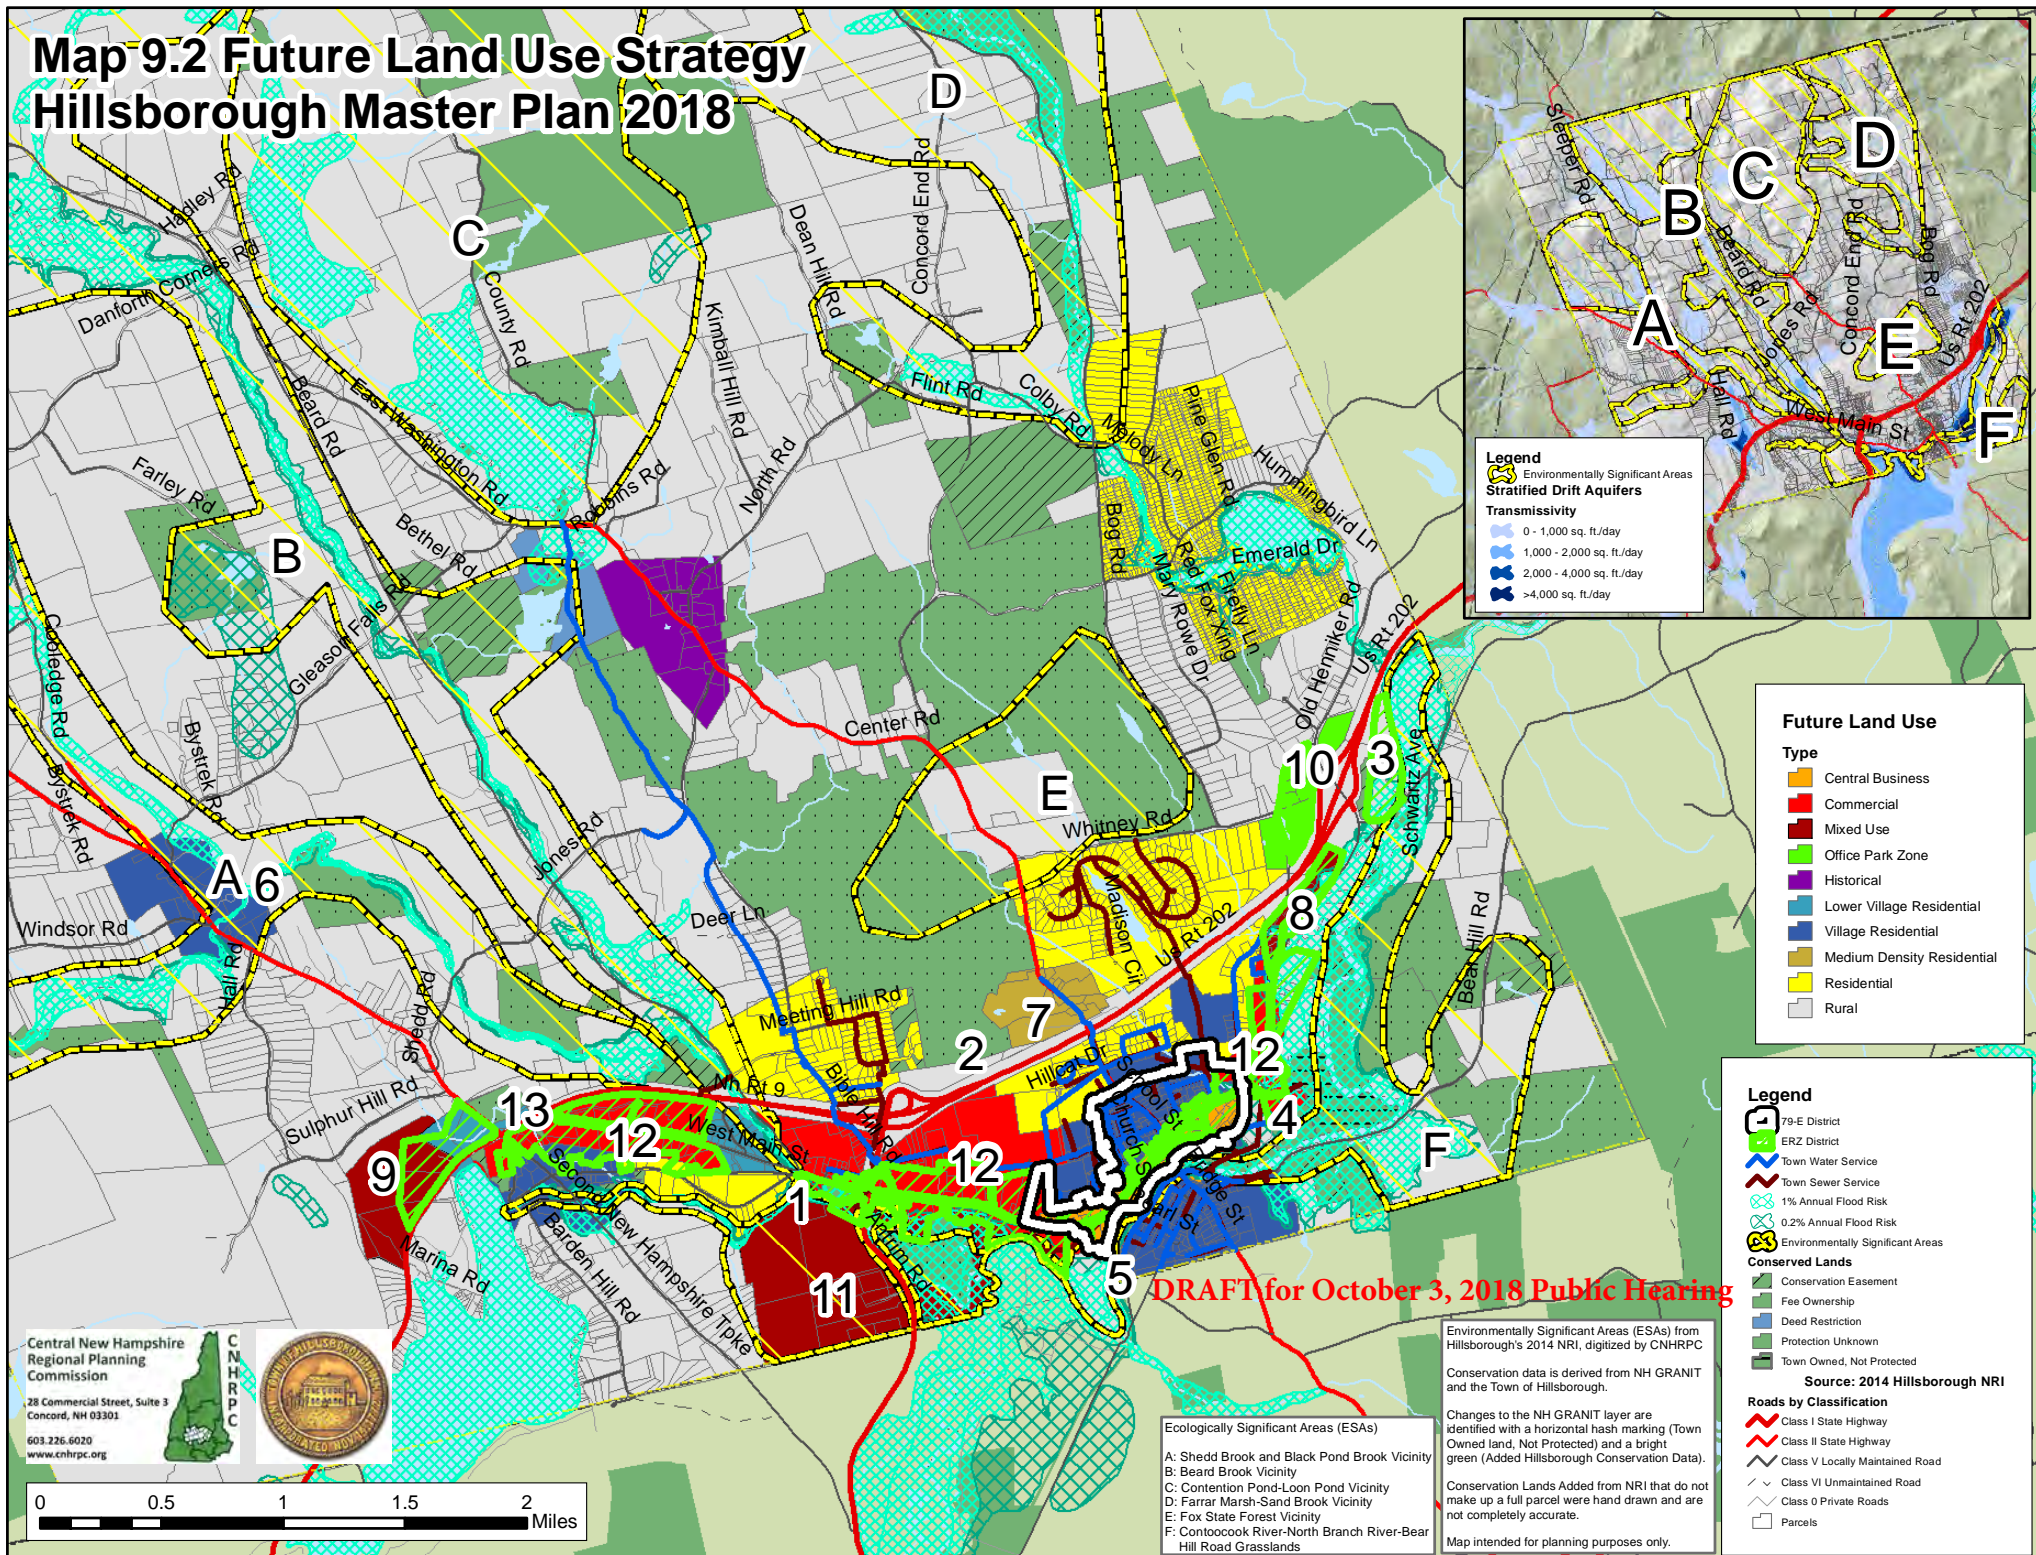 Map 9.2 Future Land Use Strategy
Hillsborough Master Plan 2018
D
Hadley Rd
Danforth Corners Rd
C
County Rd
Dean Hill Rd
Concord End Rd
Kimball Hill Rd
Beard Rd
East Washington Rd
Flint Rd
Colby Rd
Melody Ln
Pine Glen Rd
Hummingbird Ln
Farley Rd
Bethel Rd
Robbins Rd
North Rd
Bog Rd
Emerald Dr
Red Fox Xing
Firefly Ln
Mary Rowe Dr
B
Gleason Falls Rd
Cooledge Rd
Old Henniker Rd
Us Rt 202
Center Rd
Bystrek Rd
Bystrek Rd
10
3
Schwartz Ave
E
Whitney Rd
Jones Rd
A
6
Windsor Rd
Deer Ln
Madison Cir
Us Rt 202
8
Bear Hill Rd
Hall Rd
Shedd Rd
Meeting Hill Rd
7
2
Hillcat Dr
School St
12
Nh Rt 9
Bible Hill Rd
Church St
4
Sulphur Hill Rd
13
12
West Main St
12
F
9
Second New Hampshire Tpke
1
Bridge St
Pearl St
Antrim Rd
Marina Rd
Barden Hill Rd
11
5
DRAFT for October 3, 2018 Public Hearing
Sleeper Rd
D
C
B
Beard Rd
Concord End Rd
Bog Rd
A
Jones Rd
E
Us Rt 202
Hall Rd
West Main St
F
Legend
Environmentally Significant Areas
Stratified Drift Aquifers
Transmissivity
0 - 1,000 sq. ft./day
1,000 - 2,000 sq. ft./day
2,000 - 4,000 sq. ft./day
>4,000 sq. ft./day
Future Land Use
Type
Central Business
Commercial
Mixed Use
Office Park Zone
Historical
Lower Village Residential
Village Residential
Medium Density Residential
Residential
Rural
Legend
79-E District
ERZ District
Town Water Service
Town Sewer Service
1% Annual Flood Risk
0.2% Annual Flood Risk
Environmentally Significant Areas
Conserved Lands
Conservation Easement
Fee Ownership
Deed Restriction
Protection Unknown
Town Owned, Not Protected
Source: 2014 Hillsborough NRI
Roads by Classification
Class I State Highway
Class II State Highway
Class V Locally Maintained Road
Class VI Unmaintained Road
Class 0 Private Roads
Parcels
Environmentally Significant Areas (ESAs) from
Hillsborough's 2014 NRI, digitized by CNHRPC
Conservation data is derived from NH GRANIT
and the Town of Hillsborough.
Changes to the NH GRANIT layer are
identified with a horizontal hash marking (Town
Owned land, Not Protected) and a bright
green (Added Hillsborough Conservation Data).
Conservation Lands Added from NRI that do not
make up a full parcel were hand drawn and are
not completely accurate.
Map intended for planning purposes only.
Ecologically Significant Areas (ESAs)
A: Shedd Brook and Black Pond Brook Vicinity
B: Beard Brook Vicinity
C: Contention Pond-Loon Pond Vicinity
D: Farrar Marsh-Sand Brook Vicinity
E: Fox State Forest Vicinity
F: Contoocook River-North Branch River-Bear
Hill Road Grasslands
Central New Hampshire
Regional Planning
Commission
28 Commercial Street, Suite 3
Concord, NH 03301
603.226.6020
www.cnhrpc.org
CNHRPC
0 0.5 1 1.5 2
Miles